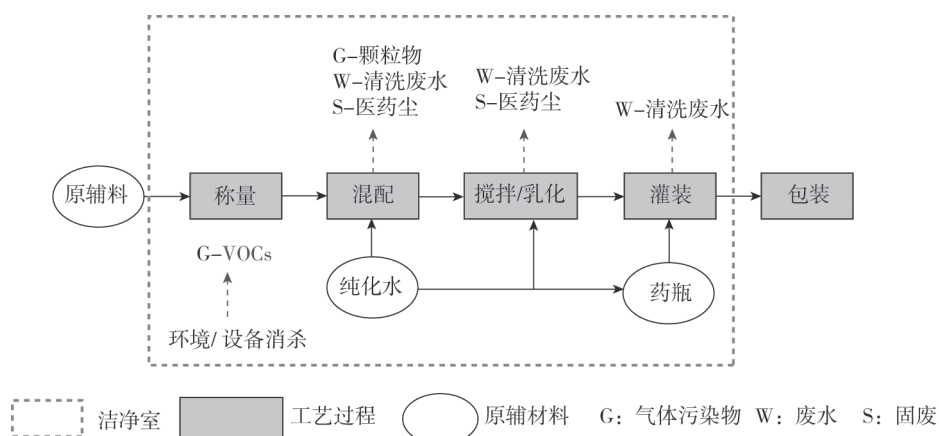 G-颗粒物
W-清洗废水
S-医药尘
W-清洗废水
S-医药尘
W-清洗废水
原辅料
称量
混配
搅拌/乳化
灌装
包装
G-VOCs
纯化水
药瓶
环境/设备消杀
洁净室
工艺过程
原辅材料
G：气体污染物 W：废水 S：固废